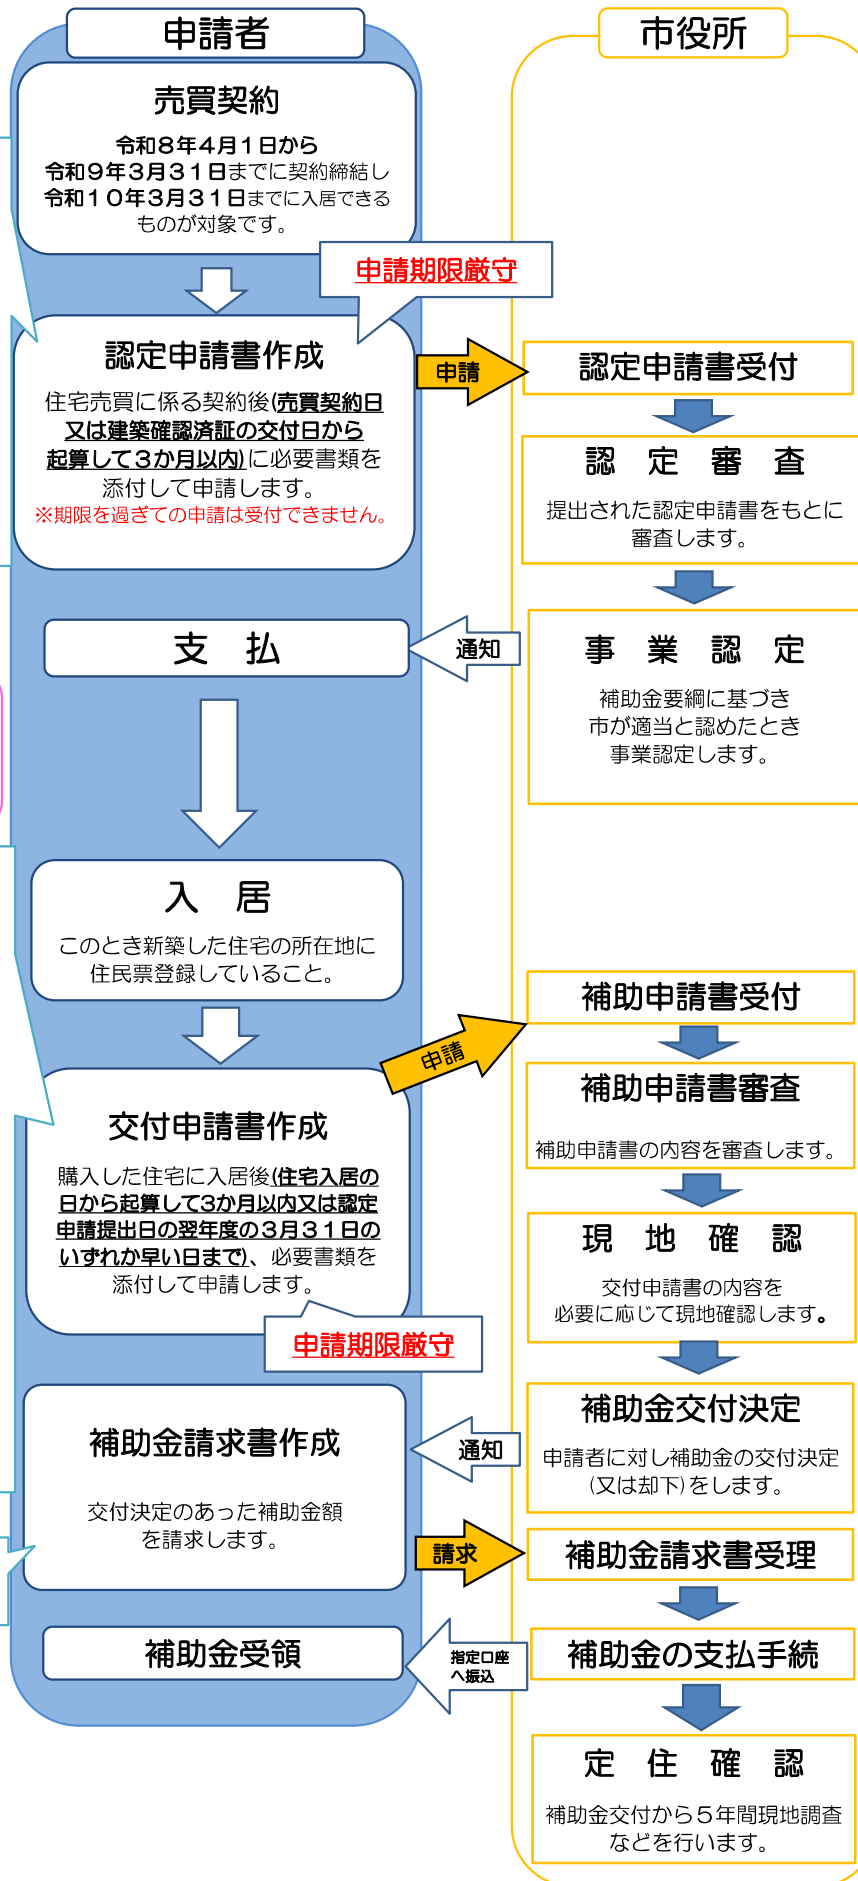 申請者
市役所
売買契約
令和８年４月１日から
令和９年３月３１日までに契約締結し
令和１０年３月３１日までに入居できる
ものが対象です。
申請期限厳守
認定申請書作成
住宅売買に係る契約後(売買契約日
又は建築確認済証の交付日から
起算して３か月以内)に必要書類を
添付して申請します。
※期限を過ぎての申請は受付できません。
申請
認定申請書受付
認定審査
提出された認定申請書をもとに
審査します。
支払
通知
事業認定
補助金要綱に基づき
市が適当と認めたとき
事業認定します。
入居
このとき新築した住宅の所在地に
住民票登録していること。
申請
補助申請書受付
補助申請書審査
補助申請書の内容を審査します。
交付申請書作成
購入した住宅に入居後(住宅入居の
日から起算して3か月以内又は認定
申請提出日の翌年度の３月３１日の
いずれか早い日まで)、必要書類を
添付して申請します。
申請期限厳守
現地確認
交付申請書の内容を
必要に応じて現地確認します。
補助金交付決定
申請者に対し補助金の交付決定
(又は却下)をします。
通知
補助金請求書作成
交付決定のあった補助金額
を請求します。
請求
補助金請求書受理
補助金受領
指定口座
へ振込
補助金の支払手続
定住確認
補助金交付から５年間現地調査
などを行います。